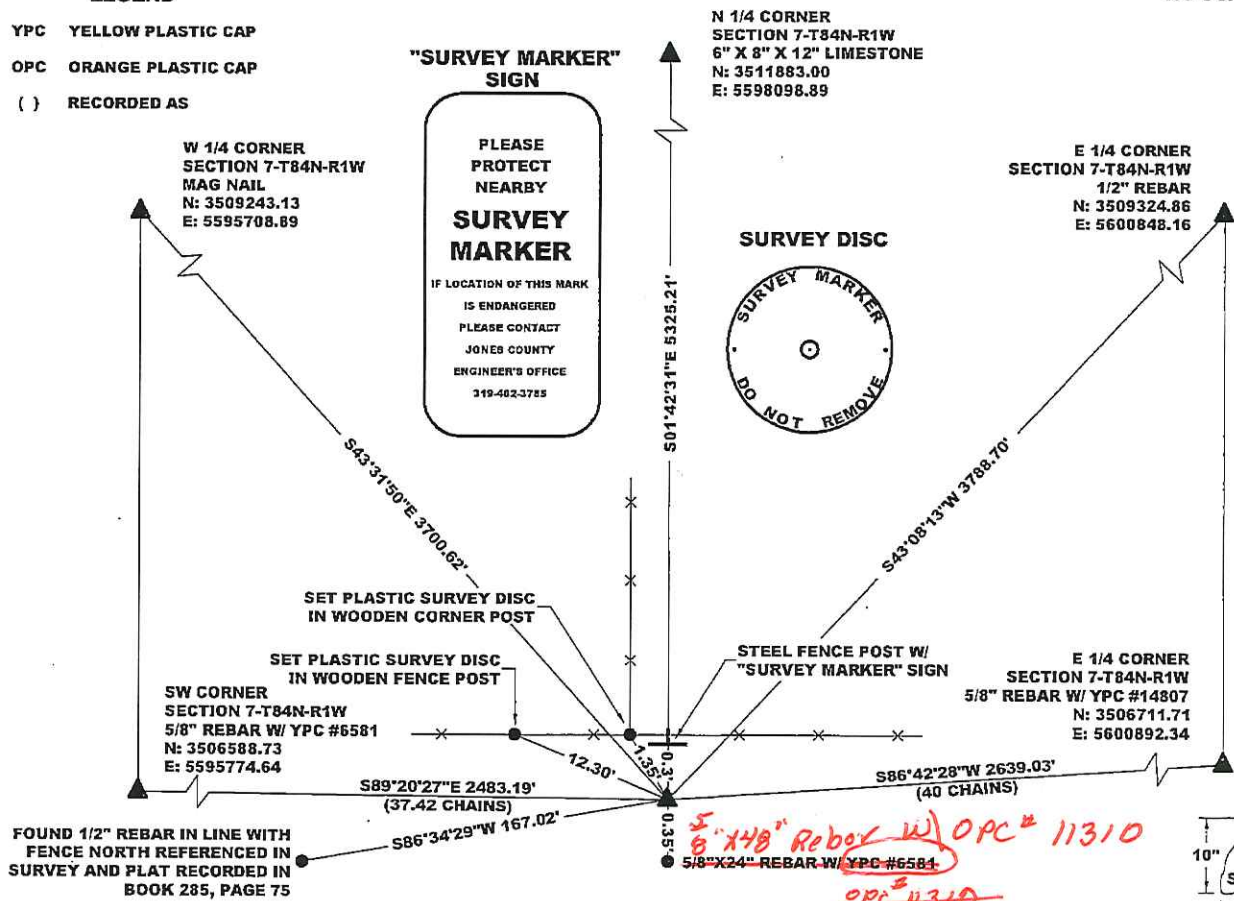 YPC YELLOW PLASTIC CAP
OPC ORANGE PLASTIC CAP
( ) RECORDED AS
"SURVEY MARKER"
SIGN
PLEASE
PROTECT
NEARBY
SURVEY
MARKER
IF LOCATION OF THIS MARK
IS ENDANGERED
PLEASE CONTACT
JONES COUNTY
ENGINEER'S OFFICE
319-462-3785
N 1/4 CORNER
SECTION 7-T84N-R1W
6" X 8" X 12" LIMESTONE
N: 3511883.00
E: 5598098.89
W 1/4 CORNER
SECTION 7-T84N-R1W
MAG NAIL
N: 3509243.13
E: 5595708.89
E 1/4 CORNER
SECTION 7-T84N-R1W
1/2" REBAR
N: 3509324.86
E: 5600848.16
SURVEY DISC
SURVEY MARKER
DO NOT REMOVE
S01°42'31"E 5325.21'
S43°31'50"E 3700.62'
S43°08'13"W 3788.70'
SET PLASTIC SURVEY DISC
IN WOODEN CORNER POST
SET PLASTIC SURVEY DISC
IN WOODEN FENCE POST
STEEL FENCE POST W/
"SURVEY MARKER" SIGN
SW CORNER
SECTION 7-T84N-R1W
5/8" REBAR W/ YPC #6581
N: 3506588.73
E: 5595774.64
E 1/4 CORNER
SECTION 7-T84N-R1W
5/8" REBAR W/ YPC #14807
N: 3506711.71
E: 5600892.34
12.30'
1.35'
0.3'
S89°20'27"E 2483.19'
(37.42 CHAINS)
S86°42'28"W 2639.03'
(40 CHAINS)
S86°34'29"W 167.02'
0.35'
FOUND 1/2" REBAR IN LINE WITH
FENCE NORTH REFERENCED IN
SURVEY AND PLAT RECORDED IN
BOOK 285, PAGE 75
5/8"X48" Rebar W/ OPC# 11310
5/8"X24" REBAR W/ YPC #6581
OPC# 11310
10"